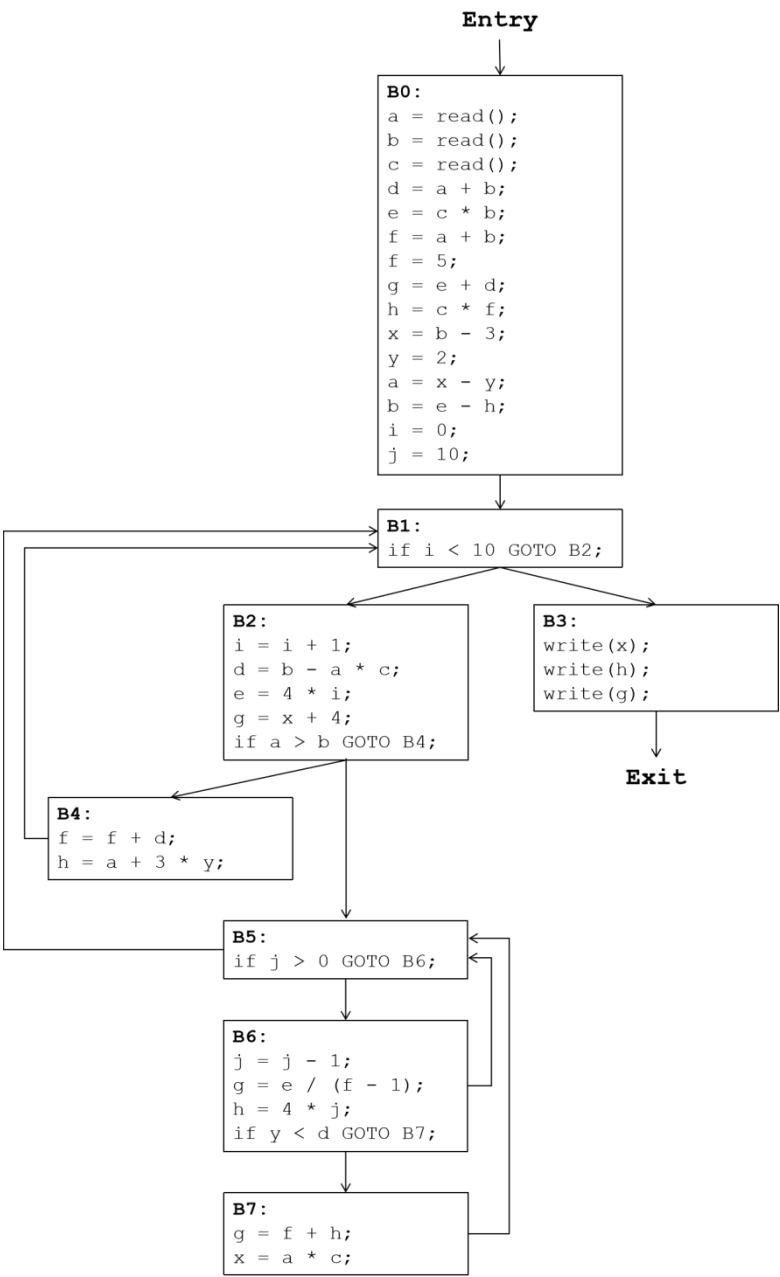 Entry
B0:
a = read();
b = read();
c = read();
d = a + b;
e = c * b;
f = a + b;
f = 5;
g = e + d;
h = c * f;
x = b - 3;
y = 2;
a = x - y;
b = e - h;
i = 0;
j = 10;
B1:
if i < 10 GOTO B2;
B2:
i = i + 1;
d = b - a * c;
e = 4 * i;
g = x + 4;
if a > b GOTO B4;
B3:
write(x);
write(h);
write(g);
Exit
B4:
f = f + d;
h = a + 3 * y;
B5:
if j > 0 GOTO B6;
B6:
j = j - 1;
g = e / (f - 1);
h = 4 * j;
if y < d GOTO B7;
B7:
g = f + h;
x = a * c;